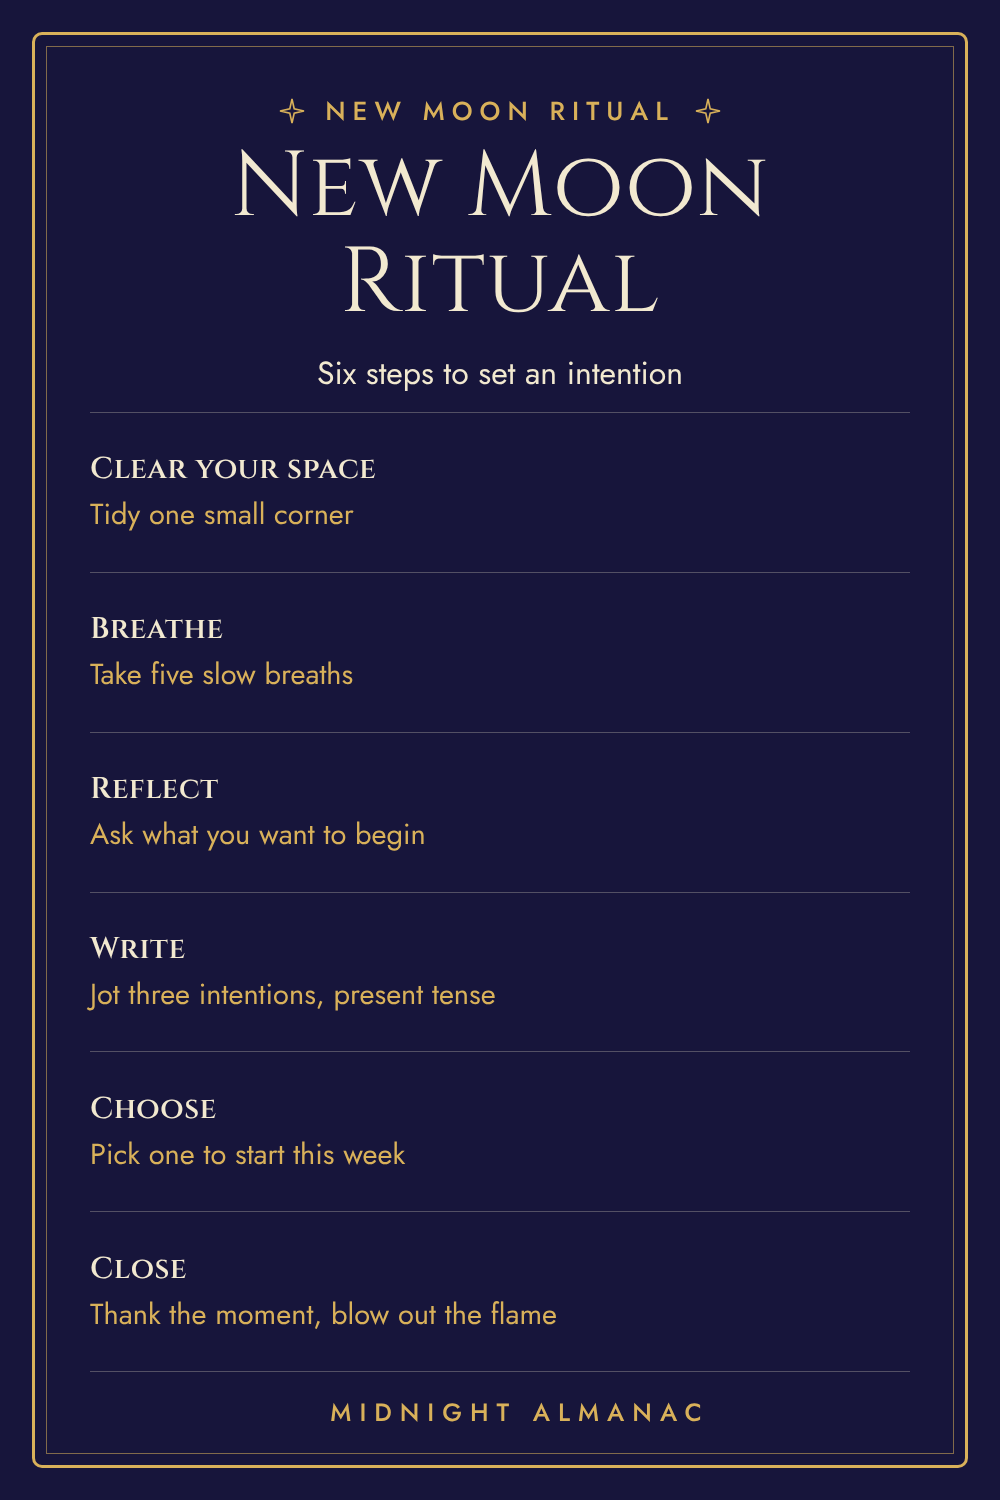 NEW MOON RITUAL
New Moon
Ritual
Six steps to set an intention
Clear your space
Tidy one small corner
Breathe
Take five slow breaths
Reflect
Ask what you want to begin
Write
Jot three intentions, present tense
Choose
Pick one to start this week
Close
Thank the moment, blow out the flame
MIDNIGHT ALMANAC